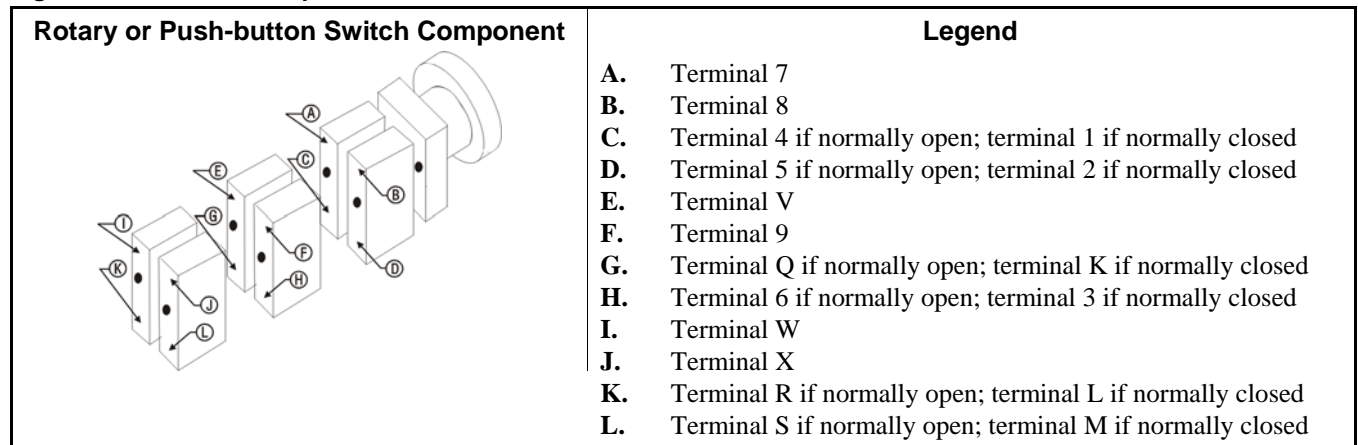 Rotary or Push-button Switch Component
Legend
A. Terminal 7
B. Terminal 8
C. Terminal 4 if normally open; terminal 1 if normally closed
D. Terminal 5 if normally open; terminal 2 if normally closed
E. Terminal V
F. Terminal 9
G. Terminal Q if normally open; terminal K if normally closed
H. Terminal 6 if normally open; terminal 3 if normally closed
I. Terminal W
J. Terminal X
K. Terminal R if normally open; terminal L if normally closed
L. Terminal S if normally open; terminal M if normally closed
A
E
C
B
I
G
F
D
K
H
J
L